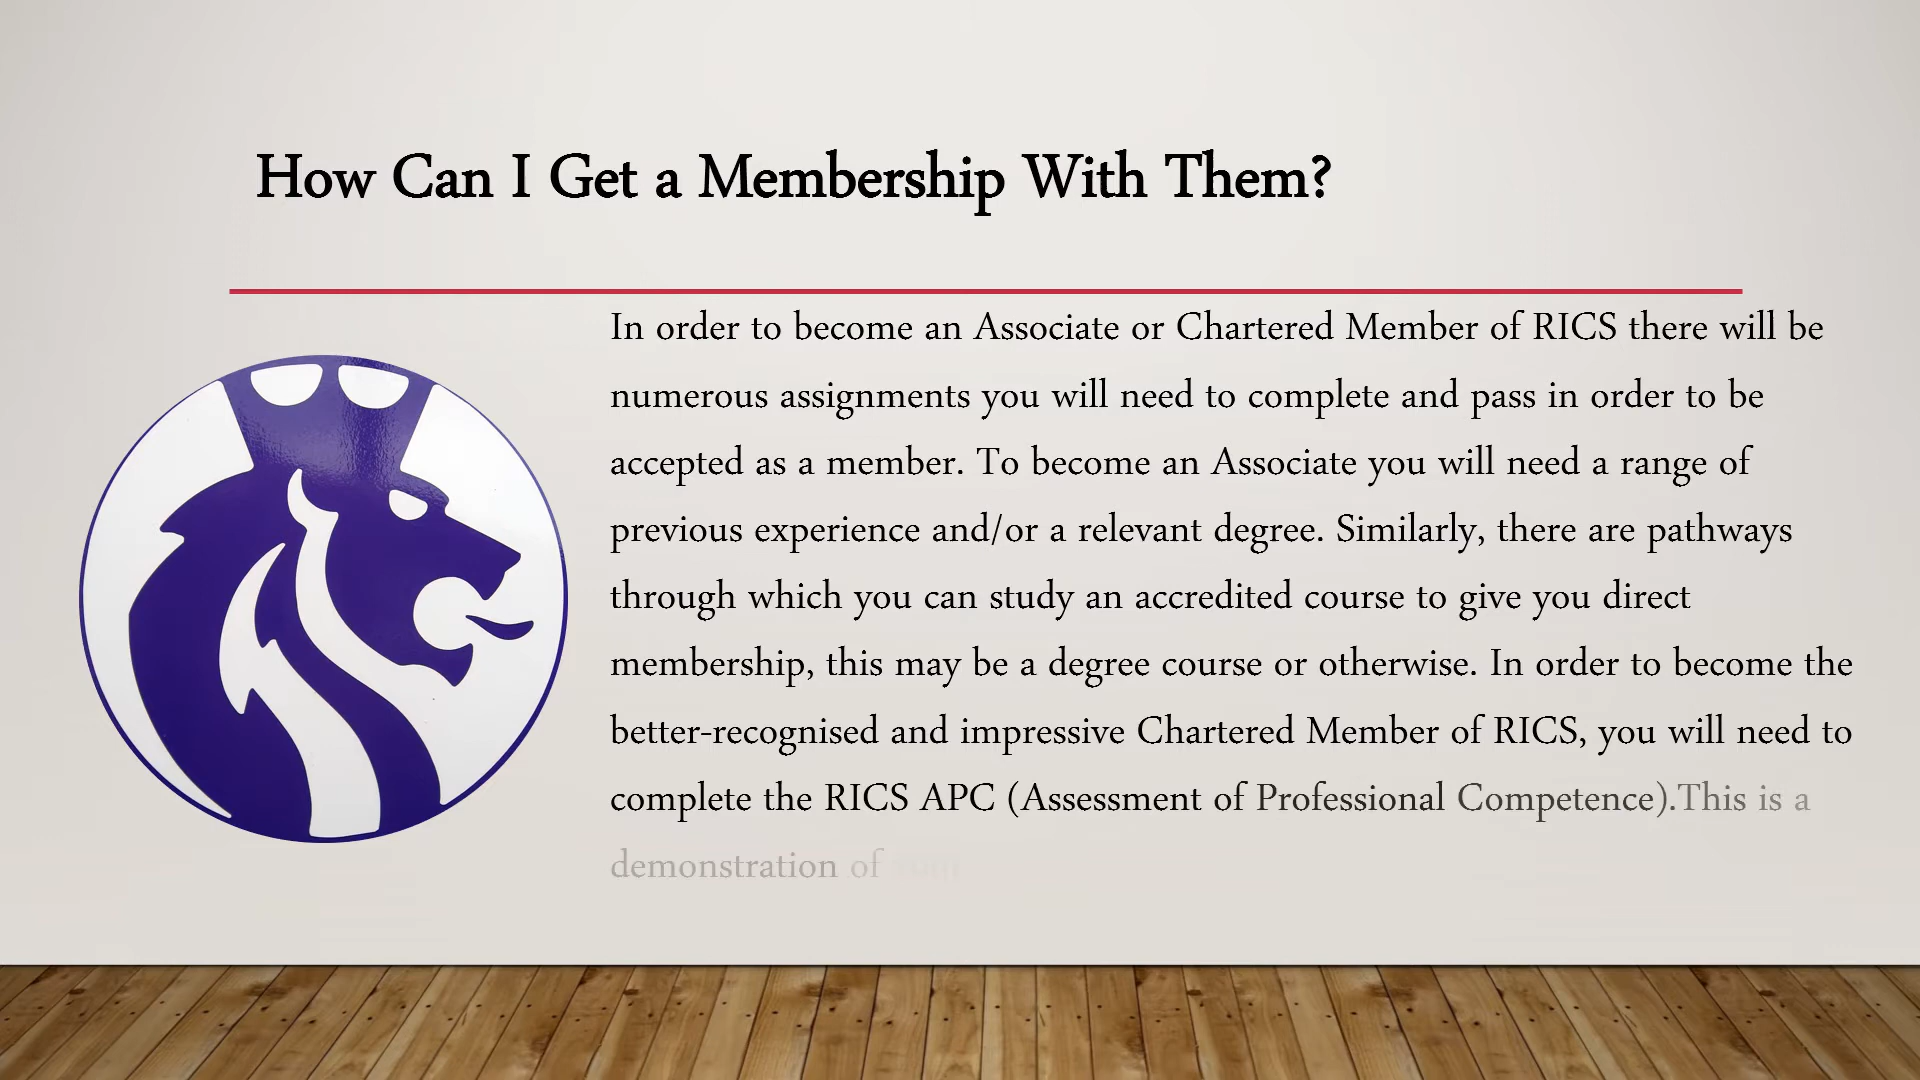 How Can I Get a Membership With Them?
In order to become an Associate or Chartered Member of RICS there will be
numerous assignments you will need to complete and pass in order to be
accepted as a member. To become an Associate you will need a range of
previous experience and/or a relevant degree. Similarly, there are pathways
through which you can study an accredited course to give you direct
membership, this may be a degree course or otherwise. In order to become the
better-recognised and impressive Chartered Member of RICS, you will need to
complete the RICS APC (Assessment of Professional Competence).This is a
demonstration of